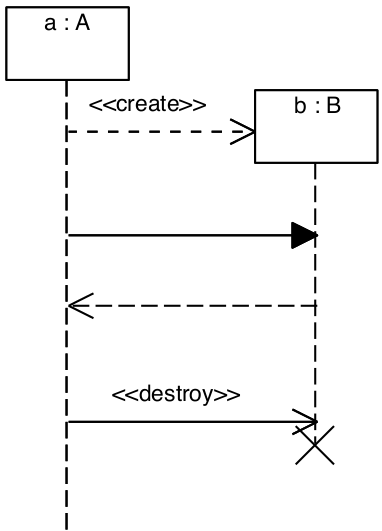 a : A
<<create>>
b : B
<<destroy>>